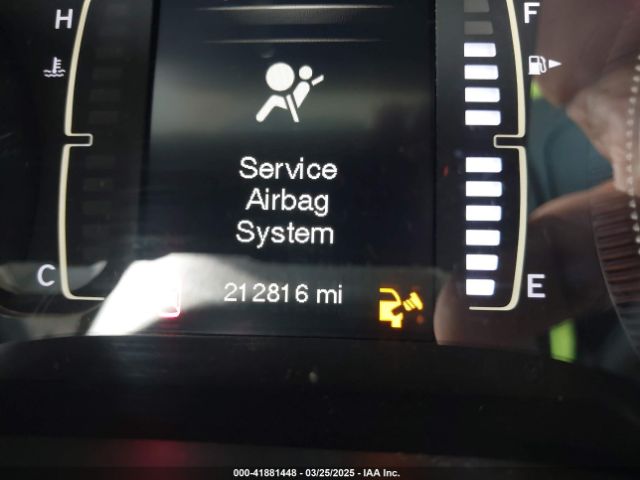 H
F
Service
Airbag
System
C
212816 mi
E
000-41881448 - 03/25/2025 - IAA Inc.